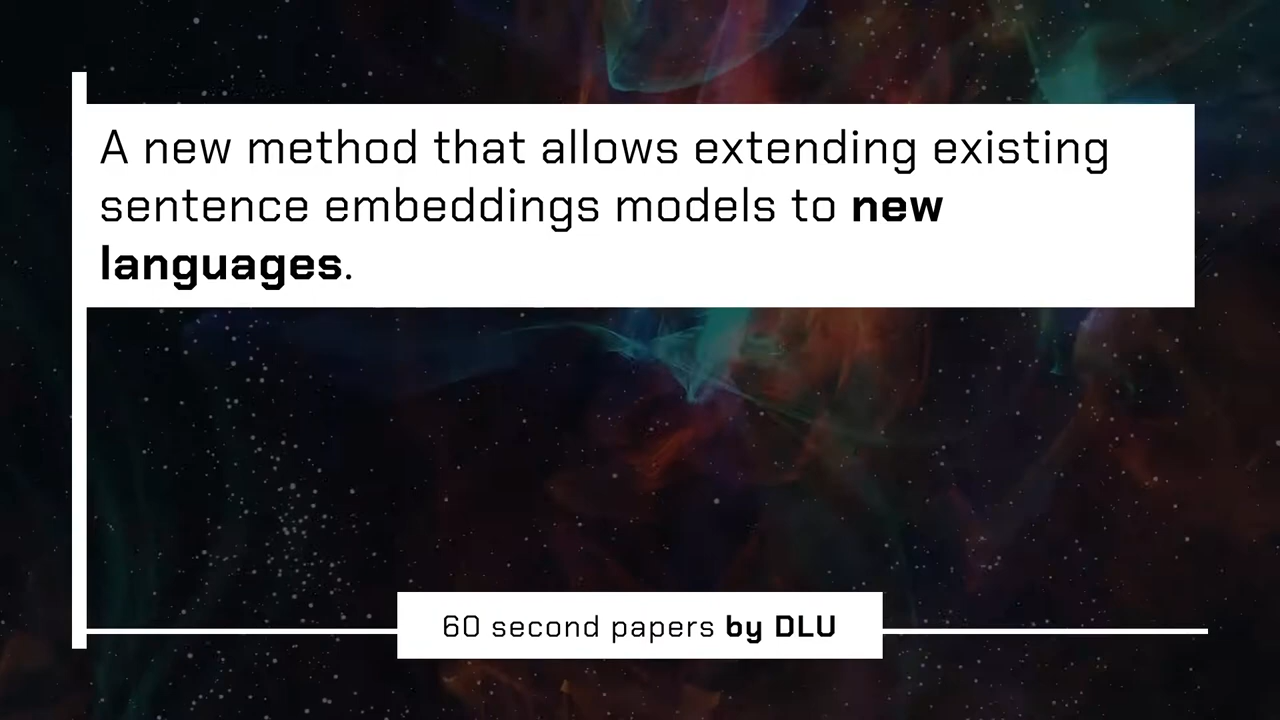 A new method that allows extending existing
sentence embeddings models to new
languages.
60 second papers by DLU